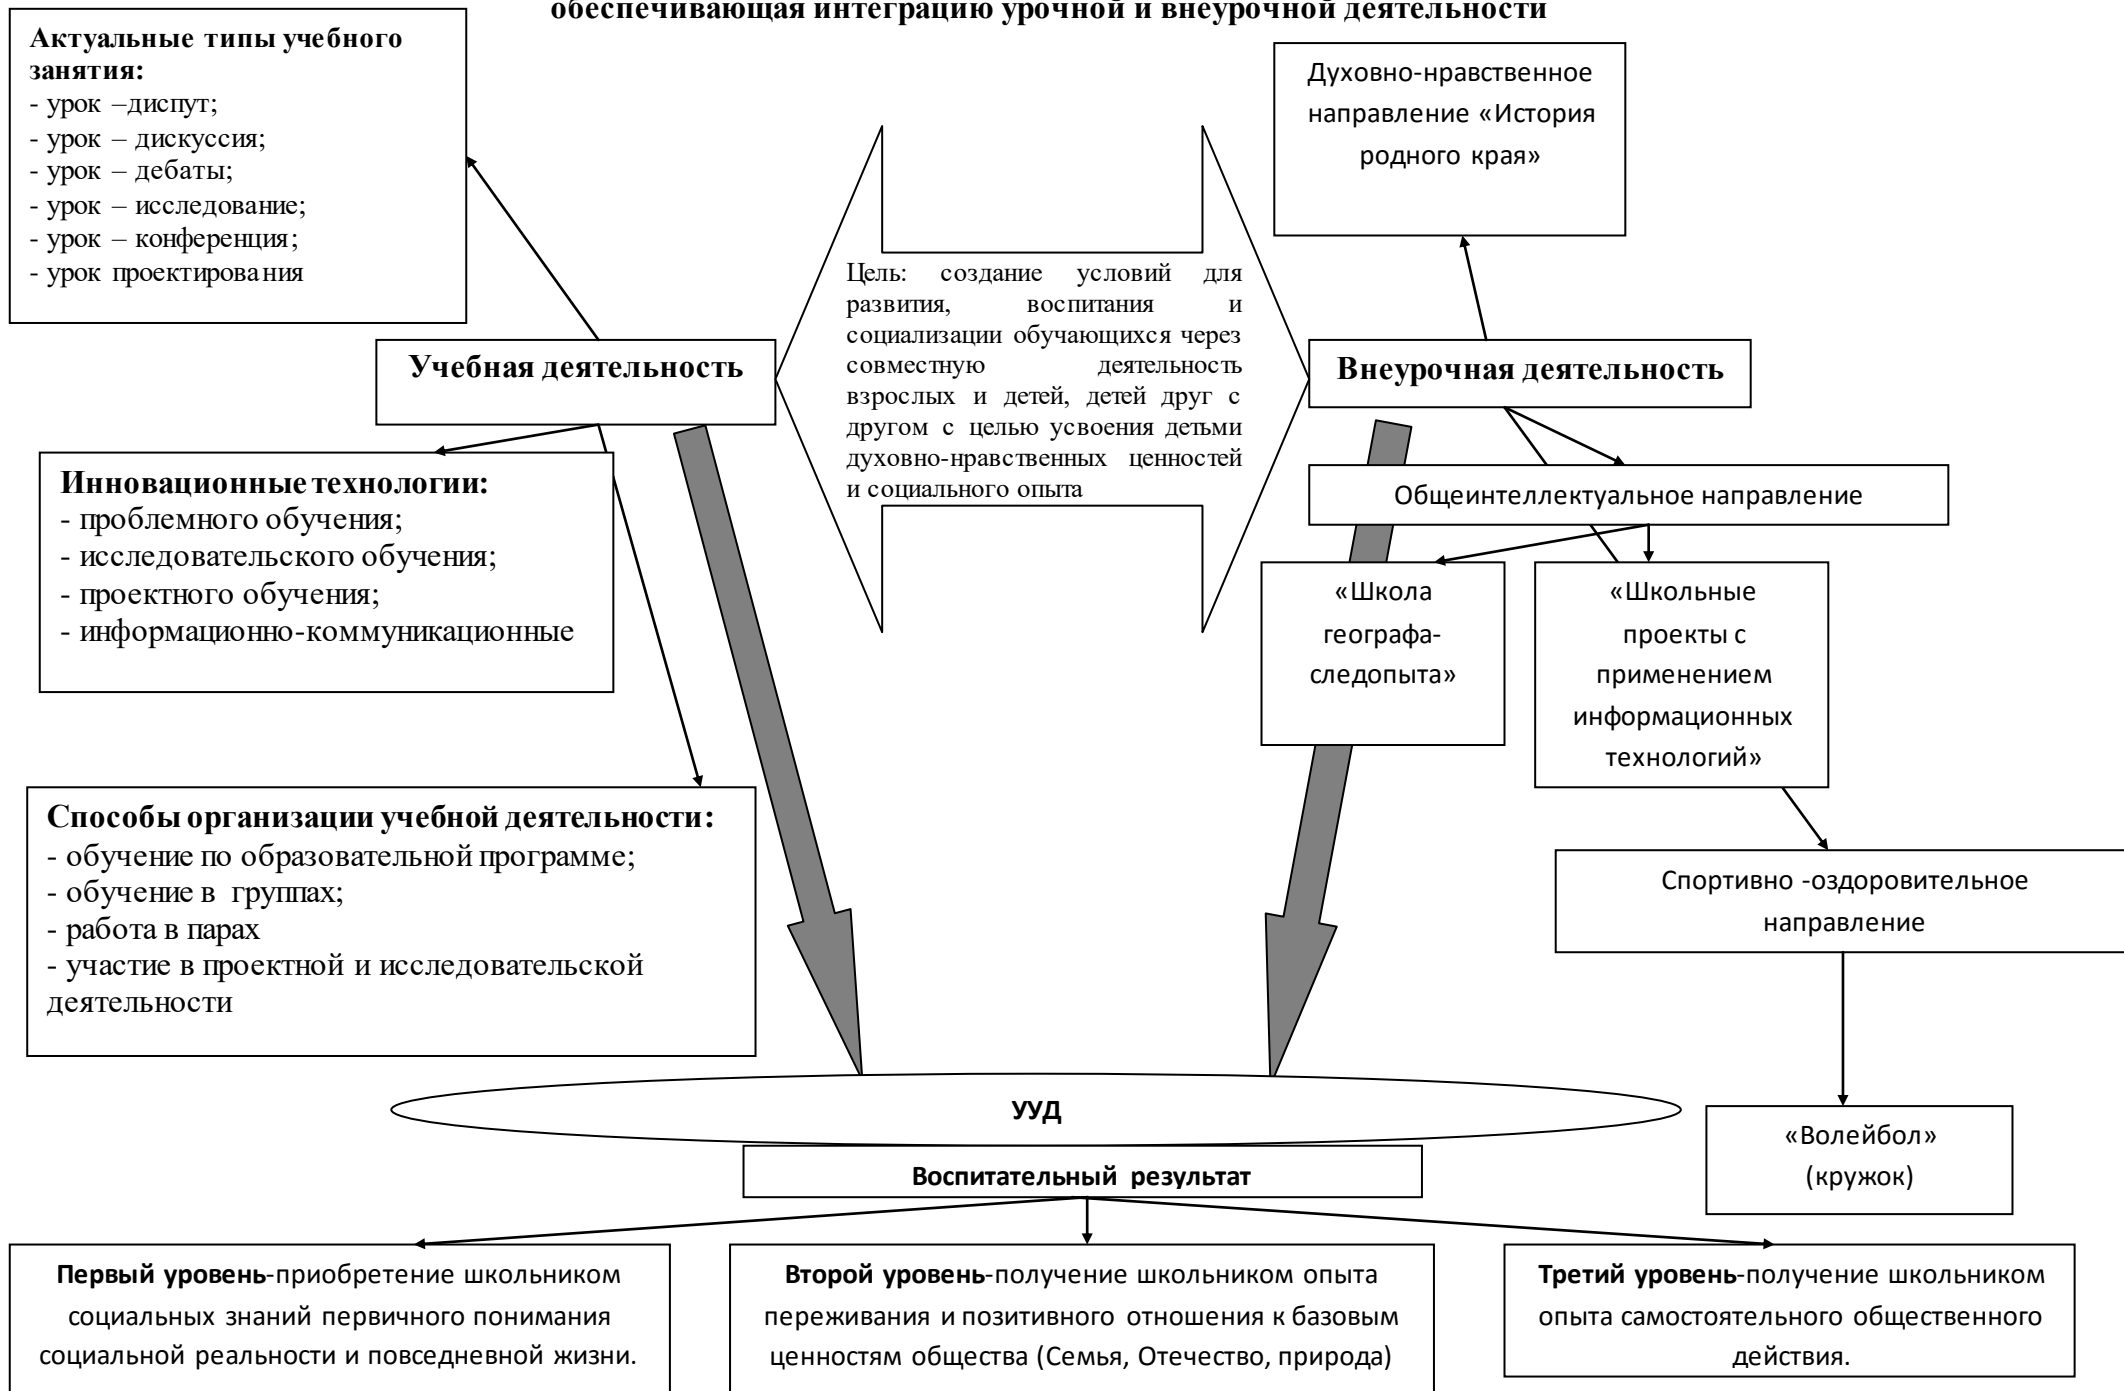 обеспечивающая интеграцию урочной и внеурочной деятельности
Актуальные типы учебного
занятия:
- урок –диспут;
- урок – дискуссия;
- урок – дебаты;
- урок – исследование;
- урок – конференция;
- урок проектирования
Духовно-нравственное
направление «История
родного края»
Учебная деятельность
Цель: создание условий для
развития, воспитания и
социализации обучающихся через
совместную деятельность
взрослых и детей, детей друг с
другом с целью усвоения детьми
духовно-нравственных ценностей
и социального опыта
Внеурочная деятельность
Инновационные технологии:
- проблемного обучения;
- исследовательского обучения;
- проектного обучения;
- информационно-коммуникационные
Общеинтеллектуальное направление
«Школа
географа-
следопыта»
«Школьные
проекты с
применением
информационных
технологий»
Способы организации учебной деятельности:
- обучение по образовательной программе;
- обучение в  группах;
- работа в парах
- участие в проектной и исследовательской
деятельности
Спортивно -оздоровительное
направление
«Волейбол»
(кружок)
УУД
Воспитательный результат
Первый уровень-приобретение школьником
социальных знаний первичного понимания
социальной реальности и повседневной жизни.
Второй уровень-получение школьником опыта
переживания и позитивного отношения к базовым
ценностям общества (Семья, Отечество, природа)
Третий уровень-получение школьником
опыта самостоятельного общественного
действия.